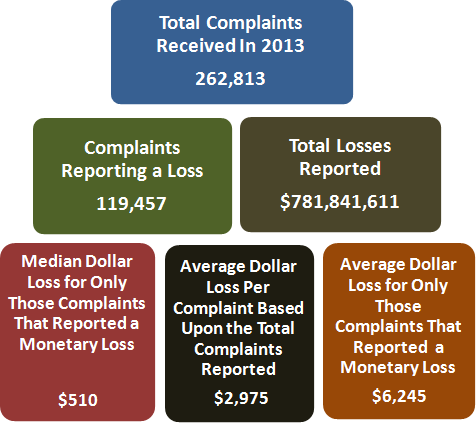 Total Complaints
Received In 2013
262,813
Complaints
Reporting a Loss
119,457
Total Losses
Reported
$781,841,611
Median Dollar
Loss for Only
Those Complaints
That Reported a
Monetary Loss
$510
Average Dollar
Loss Per
Complaint Based
Upon the Total
Complaints
Reported
$2,975
Average Dollar
Loss for Only
Those
Complaints That
Reported a
Monetary Loss
$6,245